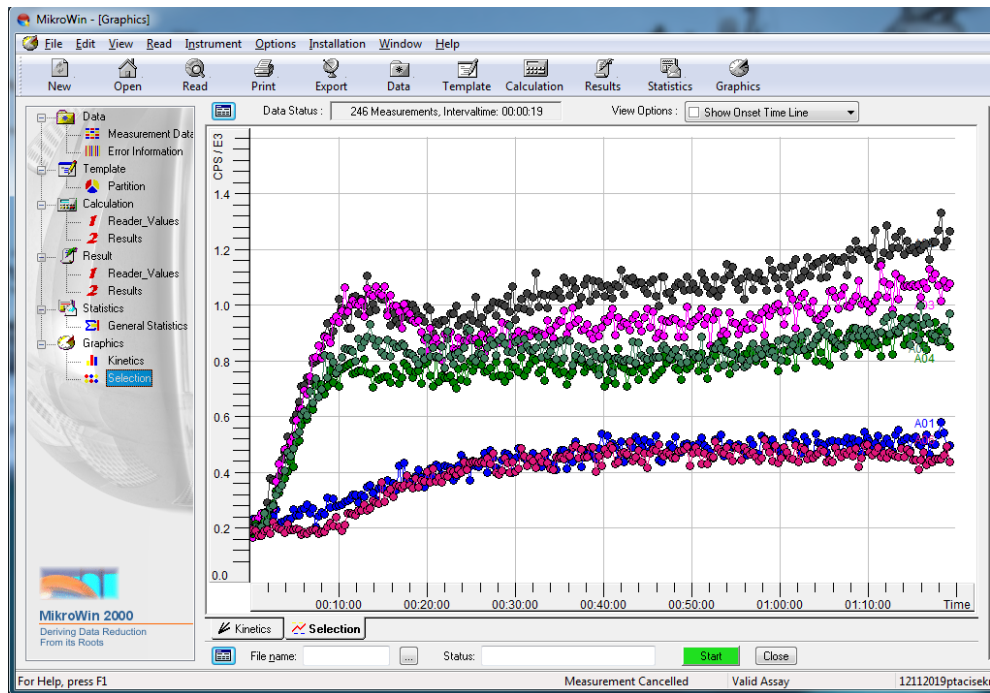 MikroWin - [Graphics]
File Edit View Read Instrument Options Installation Window Help
New Open Read Print Export Data Template Calculation Results Statistics Graphics
Data Status : 246 Measurements, Intervaltime: 00:00:19 View Options : Show Onset Time Line
Data
Measurement Data
Error Information
Template
Partition
Calculation
1 Reader_Values
2 Results
Result
1 Reader_Values
2 Results
Statistics
General Statistics
Graphics
Kinetics
Selection
MikroWin 2000
Deriving Data Reduction
From its Roots
CPS / E3
1.4
1.2
1.0
0.8
0.6
0.4
0.2
0.0
A04
A01
00:10:00 00:20:00 00:30:00 00:40:00 00:50:00 01:00:00 01:10:00 Time
Kinetics Selection
File name: ... Status: Start Close
For Help, press F1 Measurement Cancelled Valid Assay